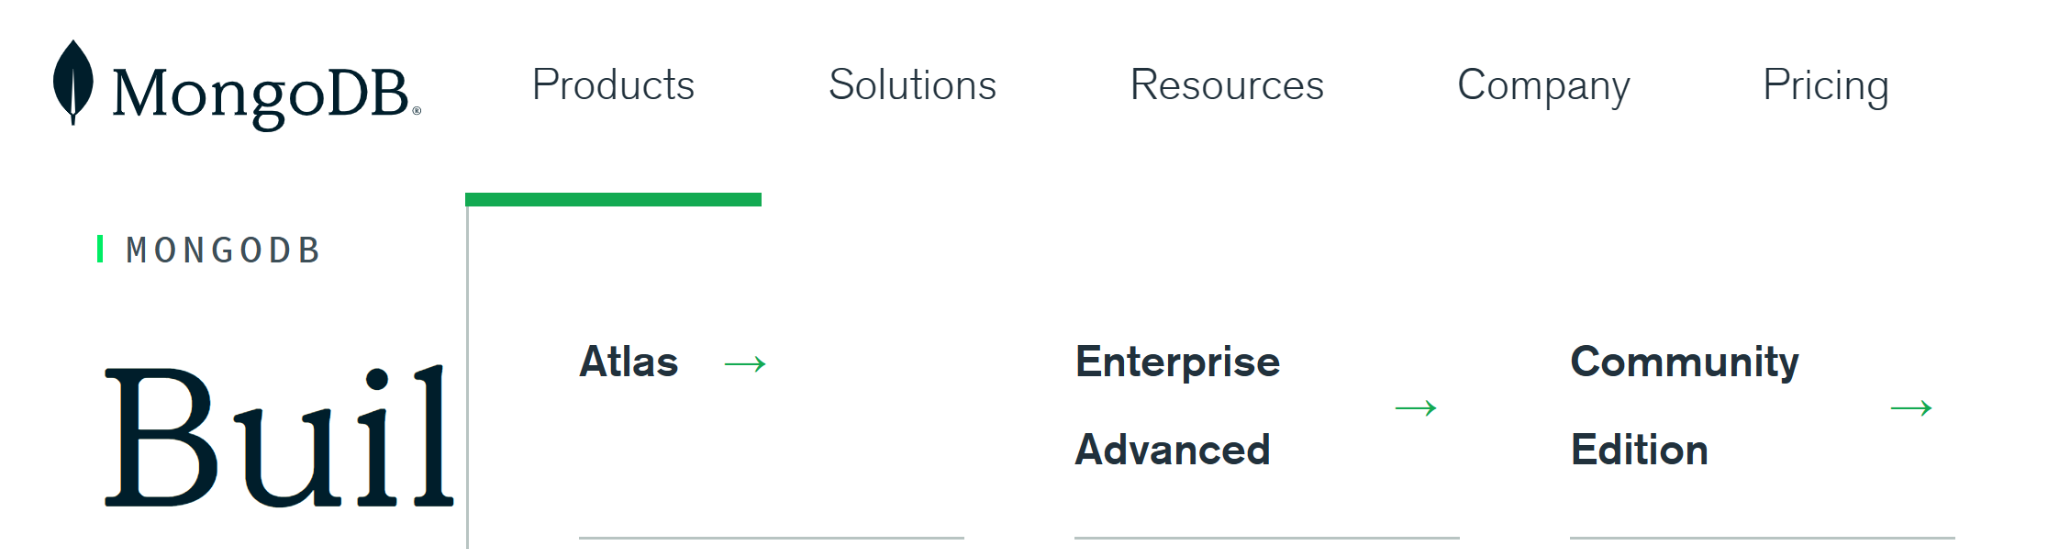 MongoDB®
Products Solutions Resources Company Pricing
MONGODB
Buil
Atlas →
Enterprise
Advanced →
Community
Edition →